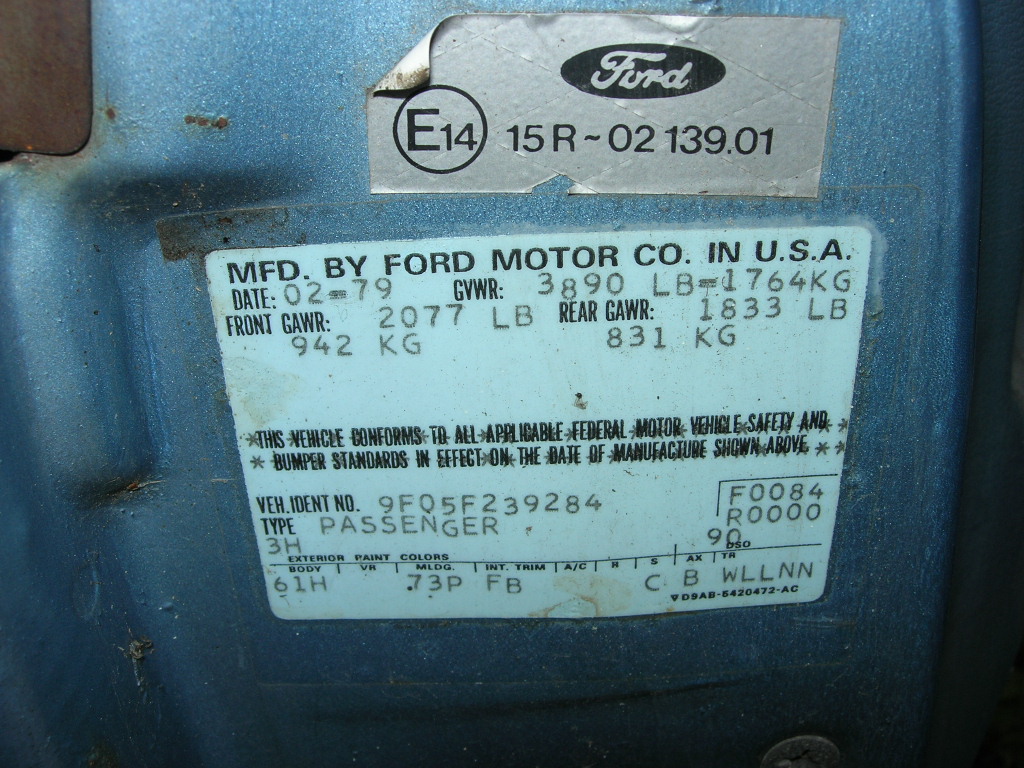 Ford
E14 15 R~02 139.01
MFD. BY FORD MOTOR CO. IN U.S.A.
DATE: 02=79 GVWR: 3890 LB=1764KG
FRONT GAWR: 2077 LB REAR GAWR: 1833 LB
942 KG 831 KG
*THIS*VEHICLE CONFORMS*TO ALL*APPLICABLE*FEDERAL*MOTOR*VEHICLE*SAFETY AND* *
* BUMPER STANDARDS IN EFFECT*ON THE DATE OF*MANUFACTURE SHOWN ABOVE. * *
VEH. IDENT NO. 9F05F239284 F0084
TYPE PASSENGER R0000
3H 90
EXTERIOR PAINT COLORS DSO
BODY VR MLDG. INT. TRIM A/C R S AX TR
61H .73P FB C B WLLNN
▽D9AB-5420472-AC